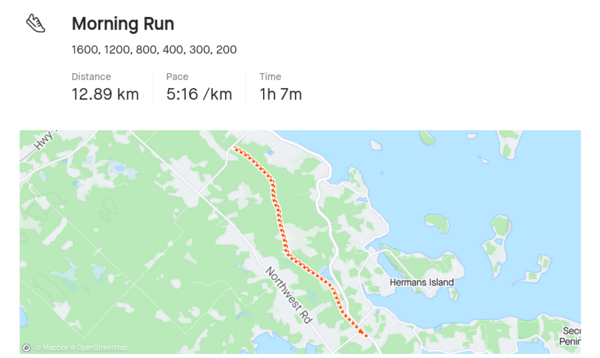 Morning Run
1600, 1200, 800, 400, 300, 200
Distance
Pace
Time
12.89 km
5:16 /km
1h 7m
Hwy
Northwest Rd
Hermans Island
Seco
Penin
© Mapbox © OpenStreetMap